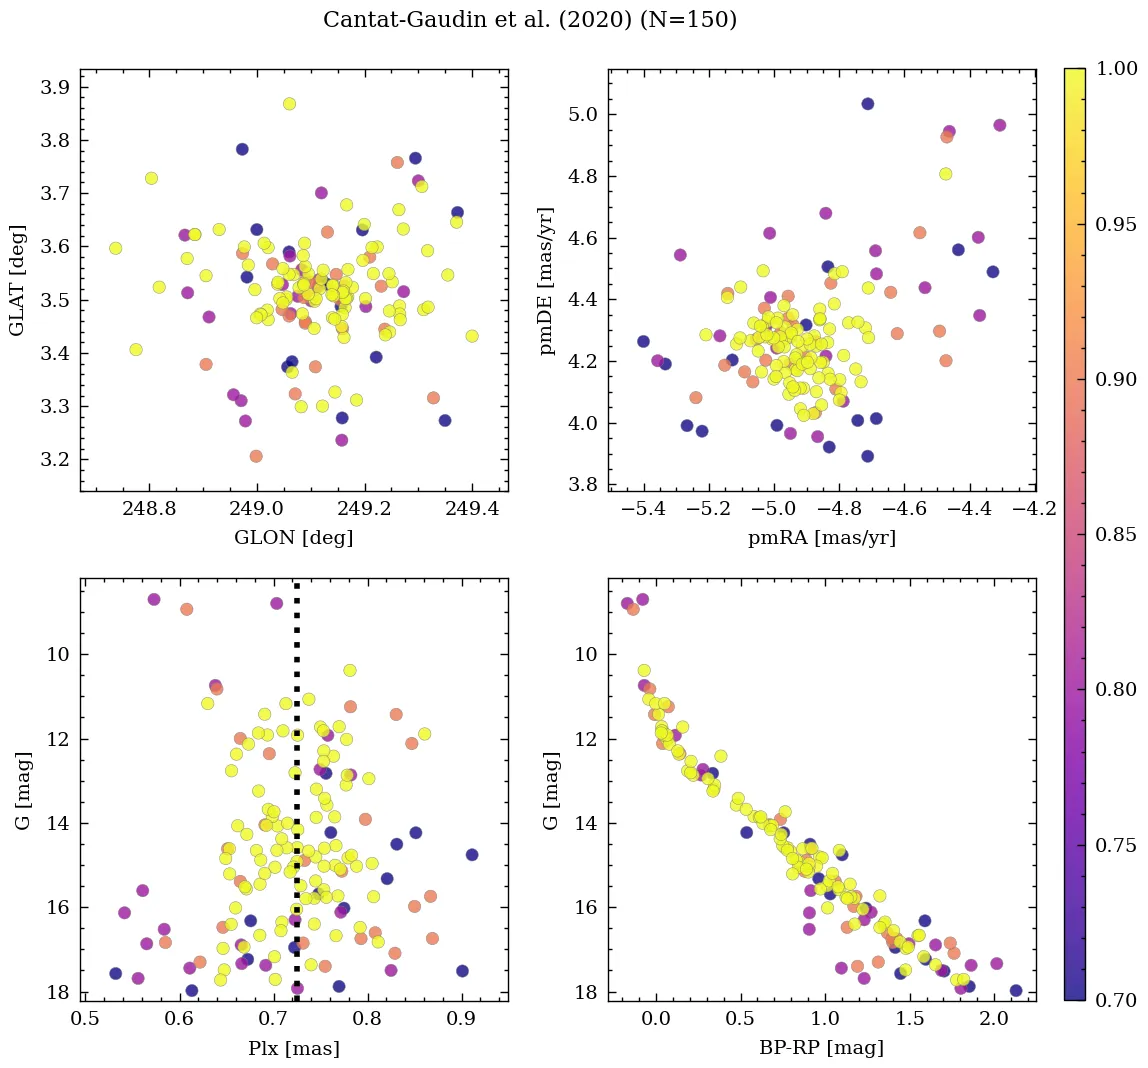 Cantat-Gaudin et al. (2020) (N=150)
3.9
3.8
3.7
3.6
3.5
3.4
3.3
3.2
GLAT [deg]
248.8 249.0 249.2 249.4
GLON [deg]
5.0
4.8
4.6
4.4
4.2
4.0
3.8
pmDE [mas/yr]
−5.4 −5.2 −5.0 −4.8 −4.6 −4.4 −4.2
pmRA [mas/yr]
10
12
14
16
18
G [mag]
0.5 0.6 0.7 0.8 0.9
Plx [mas]
10
12
14
16
18
G [mag]
0.0 0.5 1.0 1.5 2.0
BP-RP [mag]
1.00
0.95
0.90
0.85
0.80
0.75
0.70